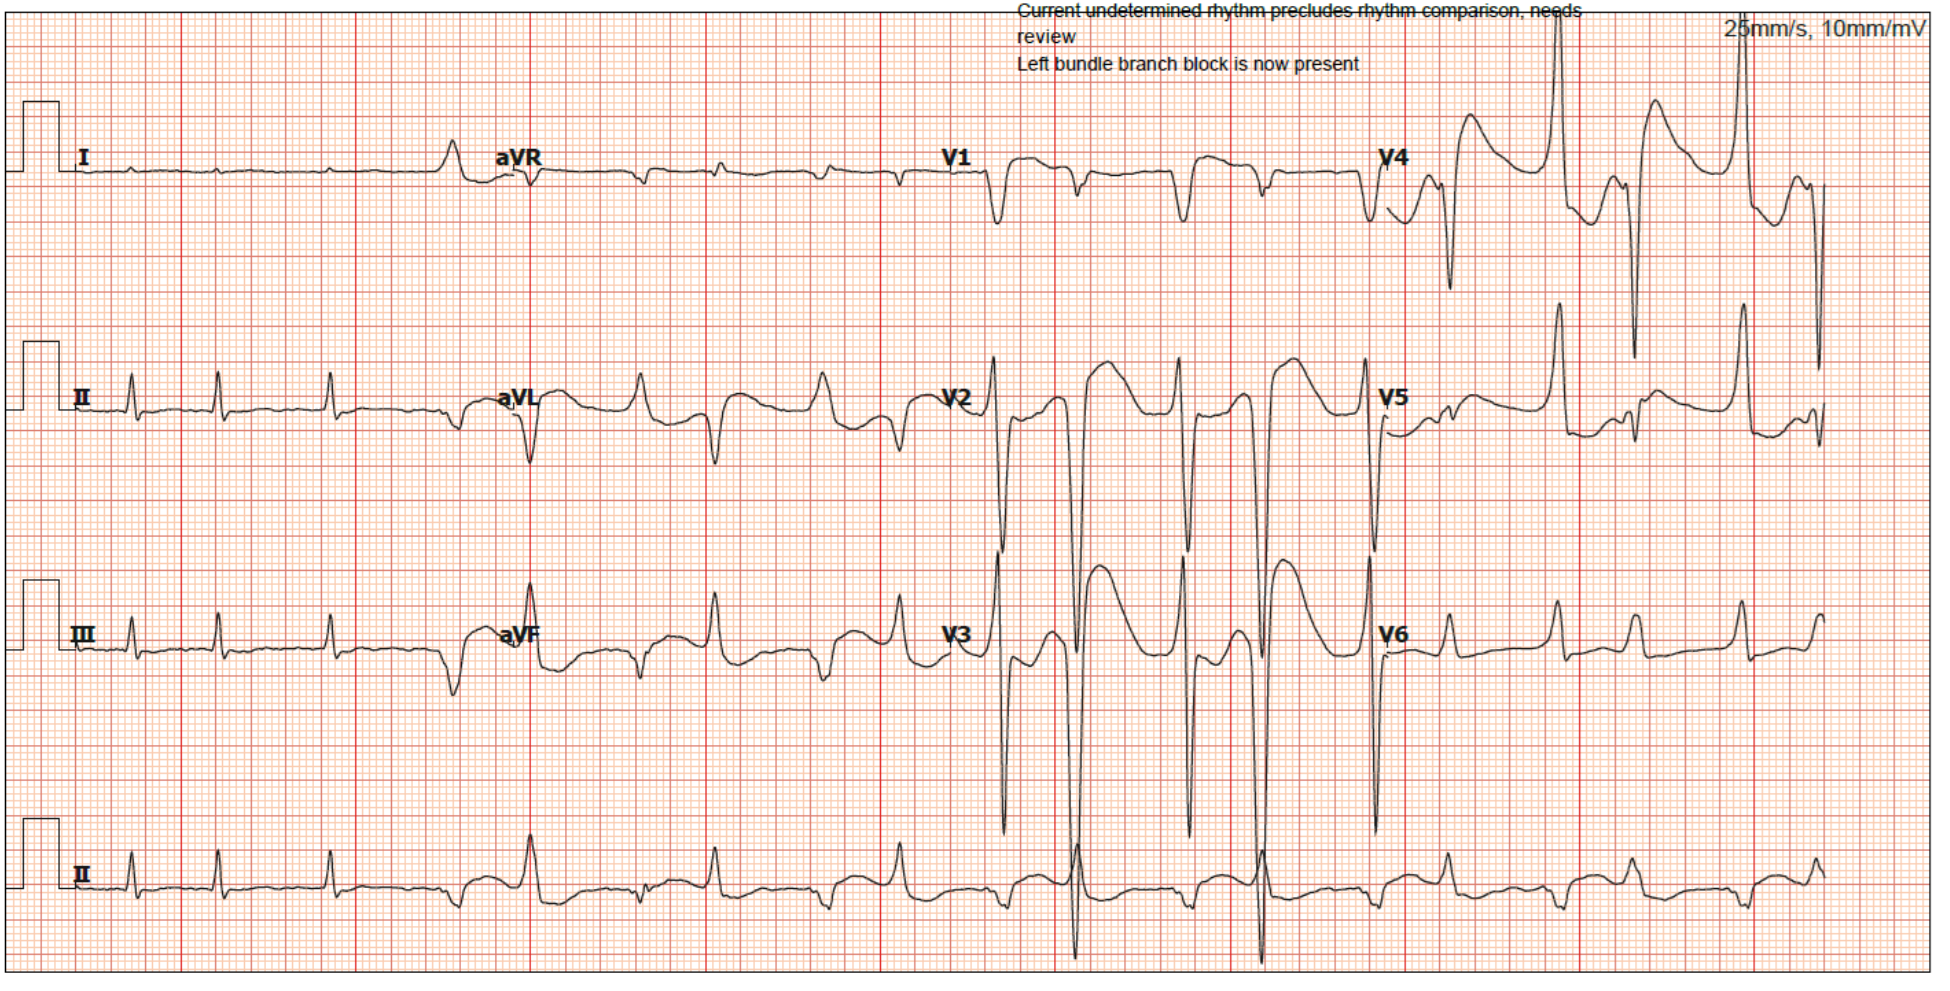 Current undetermined rhythm precludes rhythm comparison, needs
review
Left bundle branch block is now present
25mm/s, 10mm/mV
I aVR V1 V4
II aVL V2 V5
III aVF V3 V6
II